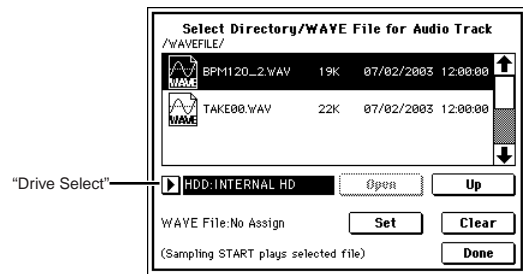 Select Directory/WAVE File for Audio Track
/WAVEFILE/
WAVE BPM120_2.WAV 19K 07/02/2003 12:00:00
WAVE TAKE00.WAV 22K 07/02/2003 12:00:00
"Drive Select" HDD:INTERNAL HD Open Up
WAVE File:No Assign Set Clear
(Sampling START plays selected file) Done